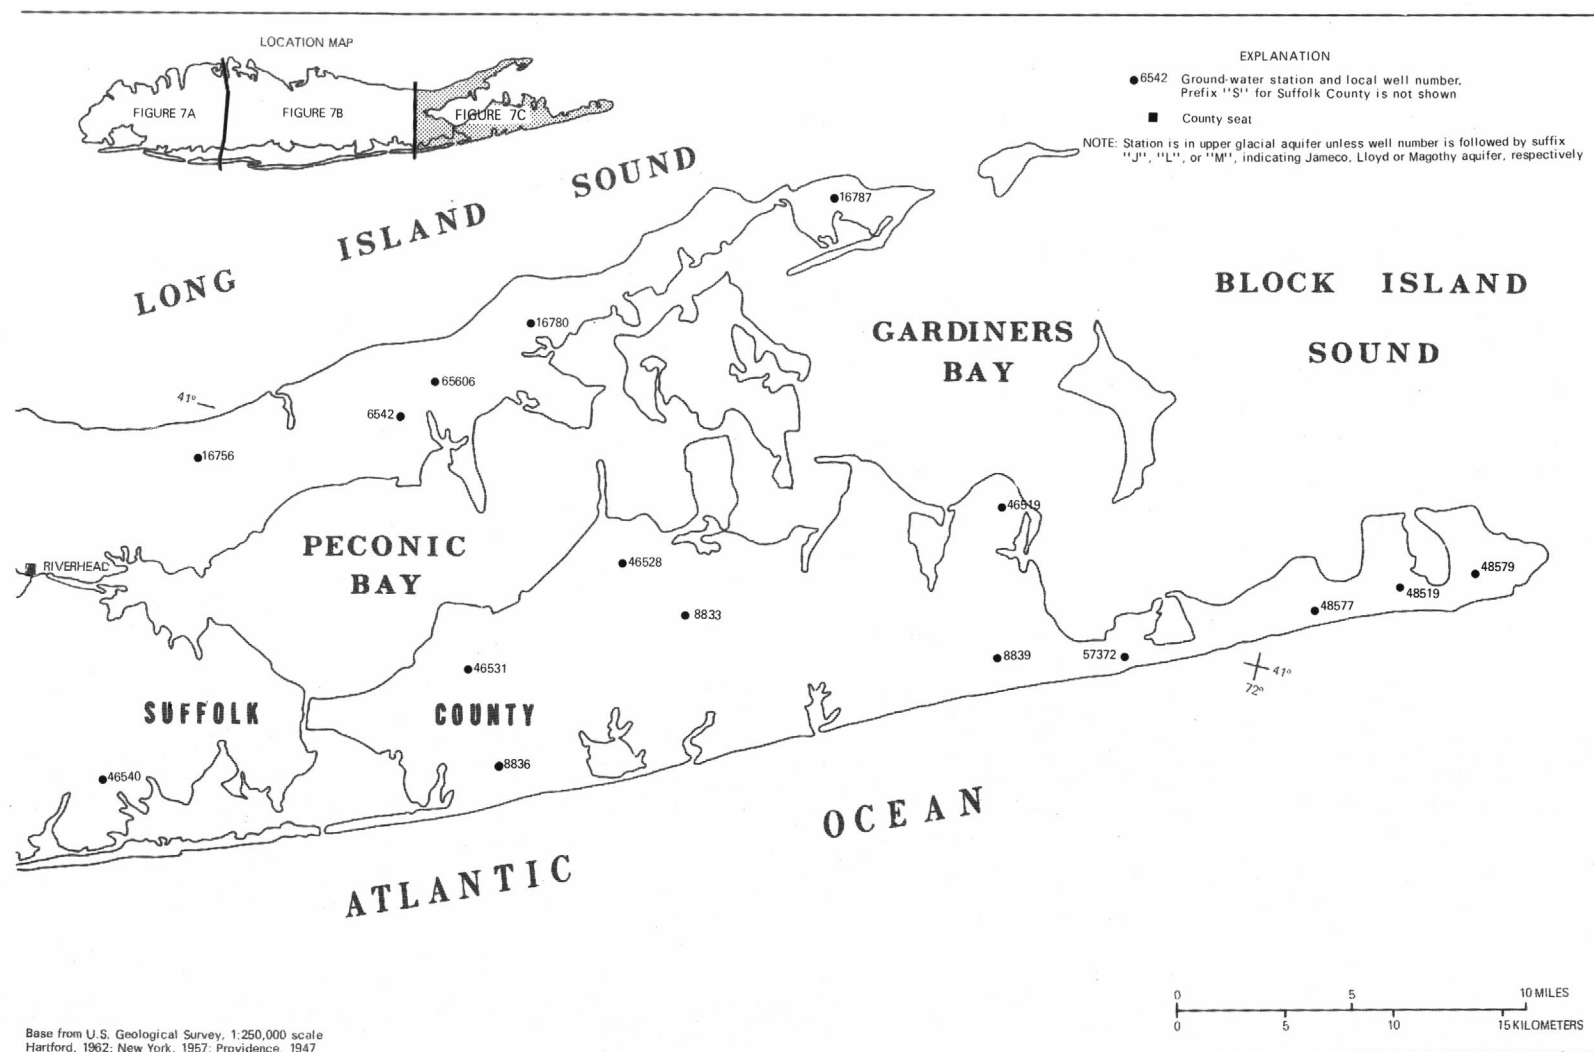 LOCATION MAP
FIGURE 7A
FIGURE 7B
FIGURE 7C
EXPLANATION
6542 Ground-water station and local well number.
Prefix "S" for Suffolk County is not shown
County seat
NOTE: Station is in upper glacial aquifer unless well number is followed by suffix
"J", "L", or "M", indicating Jameco, Lloyd or Magothy aquifer, respectively
LONG ISLAND SOUND
16787
BLOCK ISLAND
SOUND
GARDINERS
BAY
16780
65606
41°
6542
16756
46519
PECONIC
BAY
RIVERHEAD
46528
48579
48519
48577
8833
8839
57372
46531
41°
72°
SUFFOLK COUNTY
8836
46540
ATLANTIC OCEAN
0 5 10 MILES
0 5 10 15 KILOMETERS
Base from U.S. Geological Survey, 1:250,000 scale
Hartford, 1962; New York, 1957; Providence, 1947